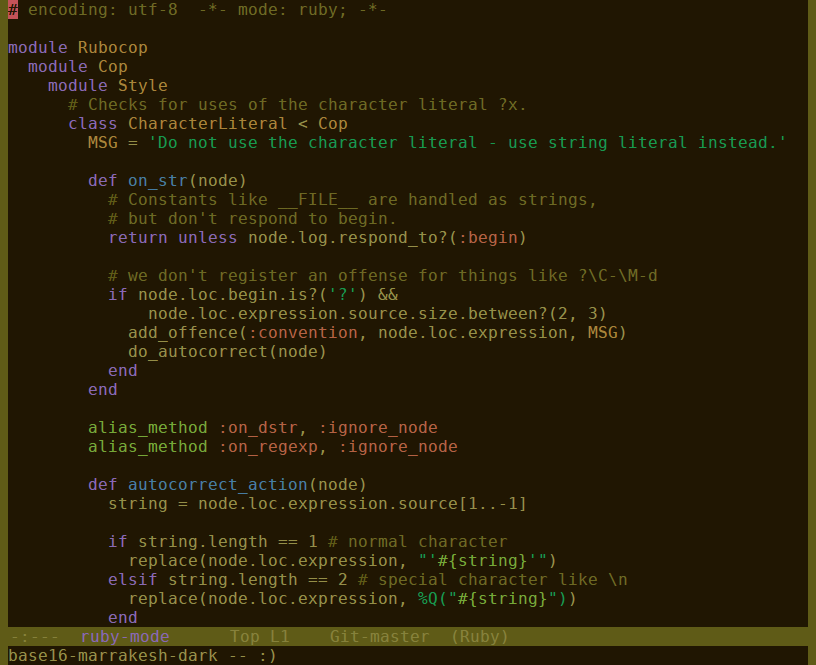 # encoding: utf-8  -*- mode: ruby; -*-

module Rubocop
  module Cop
    module Style
      # Checks for uses of the character literal ?x.
      class CharacterLiteral < Cop
        MSG = 'Do not use the character literal - use string literal instead.'

        def on_str(node)
          # Constants like __FILE__ are handled as strings,
          # but don't respond to begin.
          return unless node.log.respond_to?(:begin)

          # we don't register an offense for things like ?\C-\M-d
          if node.loc.begin.is?('?') &&
              node.loc.expression.source.size.between?(2, 3)
            add_offence(:convention, node.loc.expression, MSG)
            do_autocorrect(node)
          end
        end

        alias_method :on_dstr, :ignore_node
        alias_method :on_regexp, :ignore_node

        def autocorrect_action(node)
          string = node.loc.expression.source[1..-1]

          if string.length == 1 # normal character
            replace(node.loc.expression, "'#{string}'")
          elsif string.length == 2 # special character like \n
            replace(node.loc.expression, %Q("#{string}"))
          end
-:---  ruby-mode      Top L1    Git-master  (Ruby)
base16-marrakesh-dark -- :)